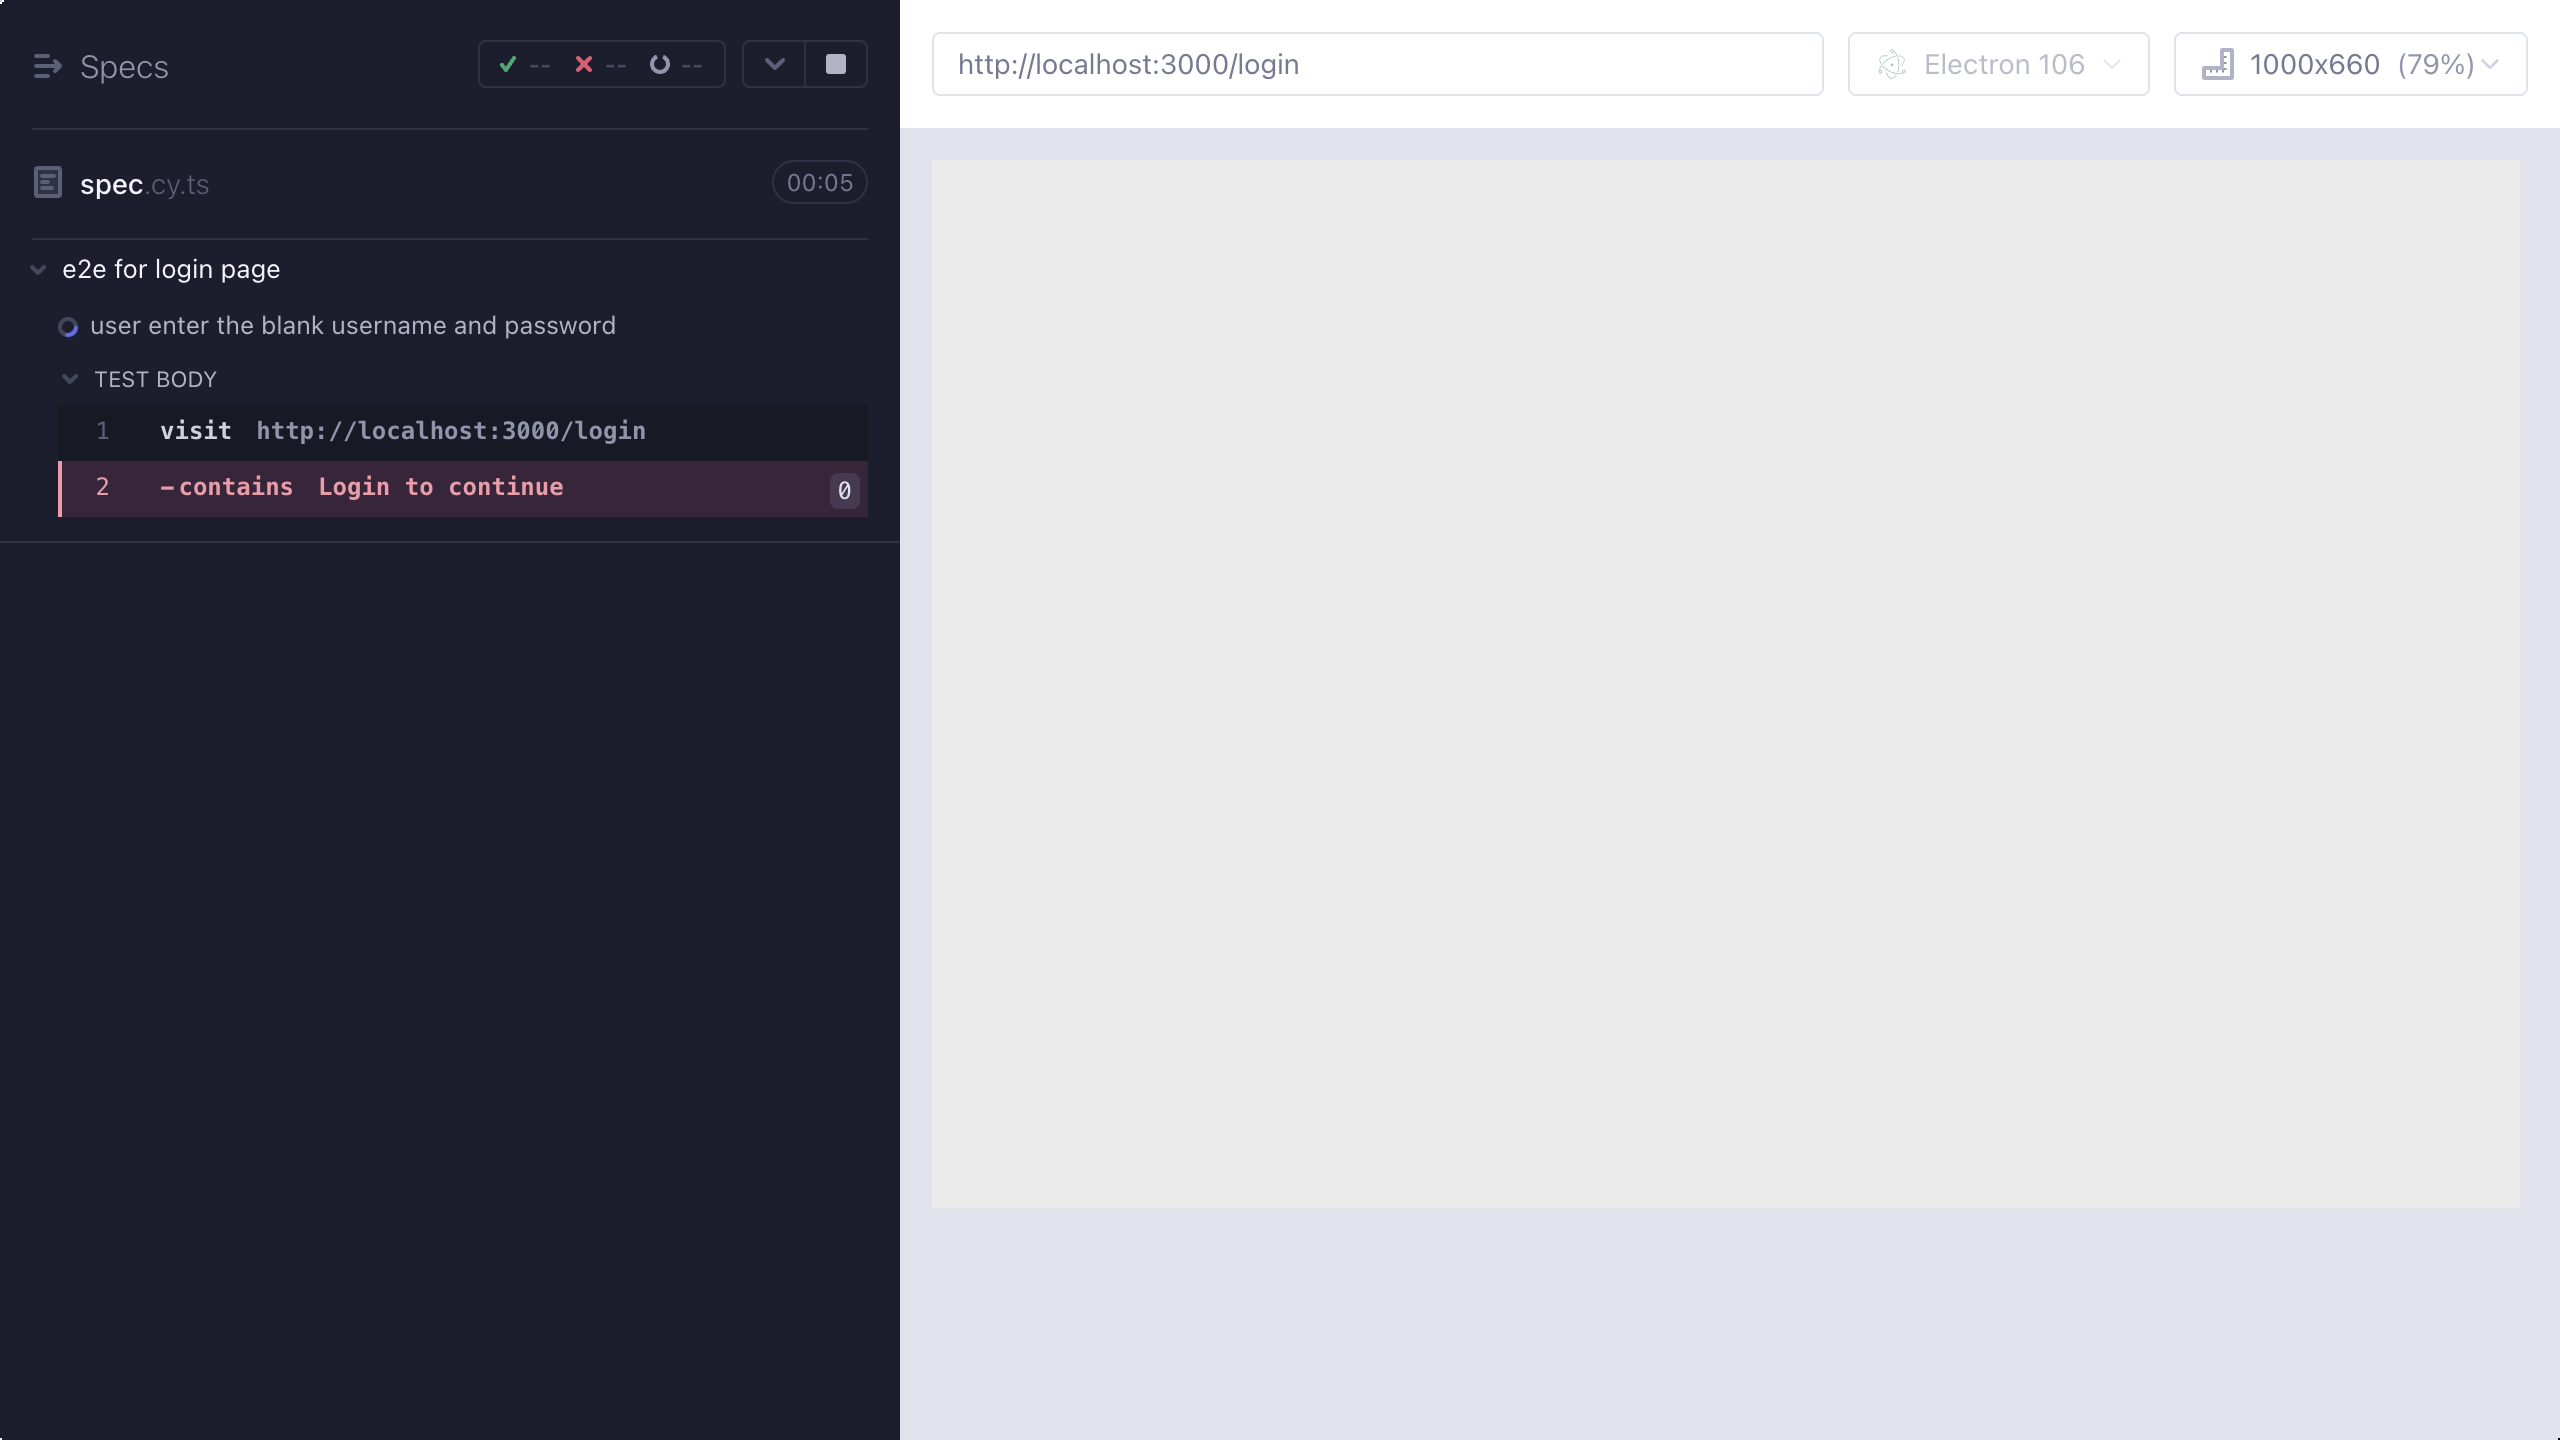 Specs
-- -- --
spec.cy.ts
00:05
e2e for login page
user enter the blank username and password
TEST BODY
1 visit http://localhost:3000/login
2 -contains Login to continue 0
http://localhost:3000/login
Electron 106
1000x660 (79%)